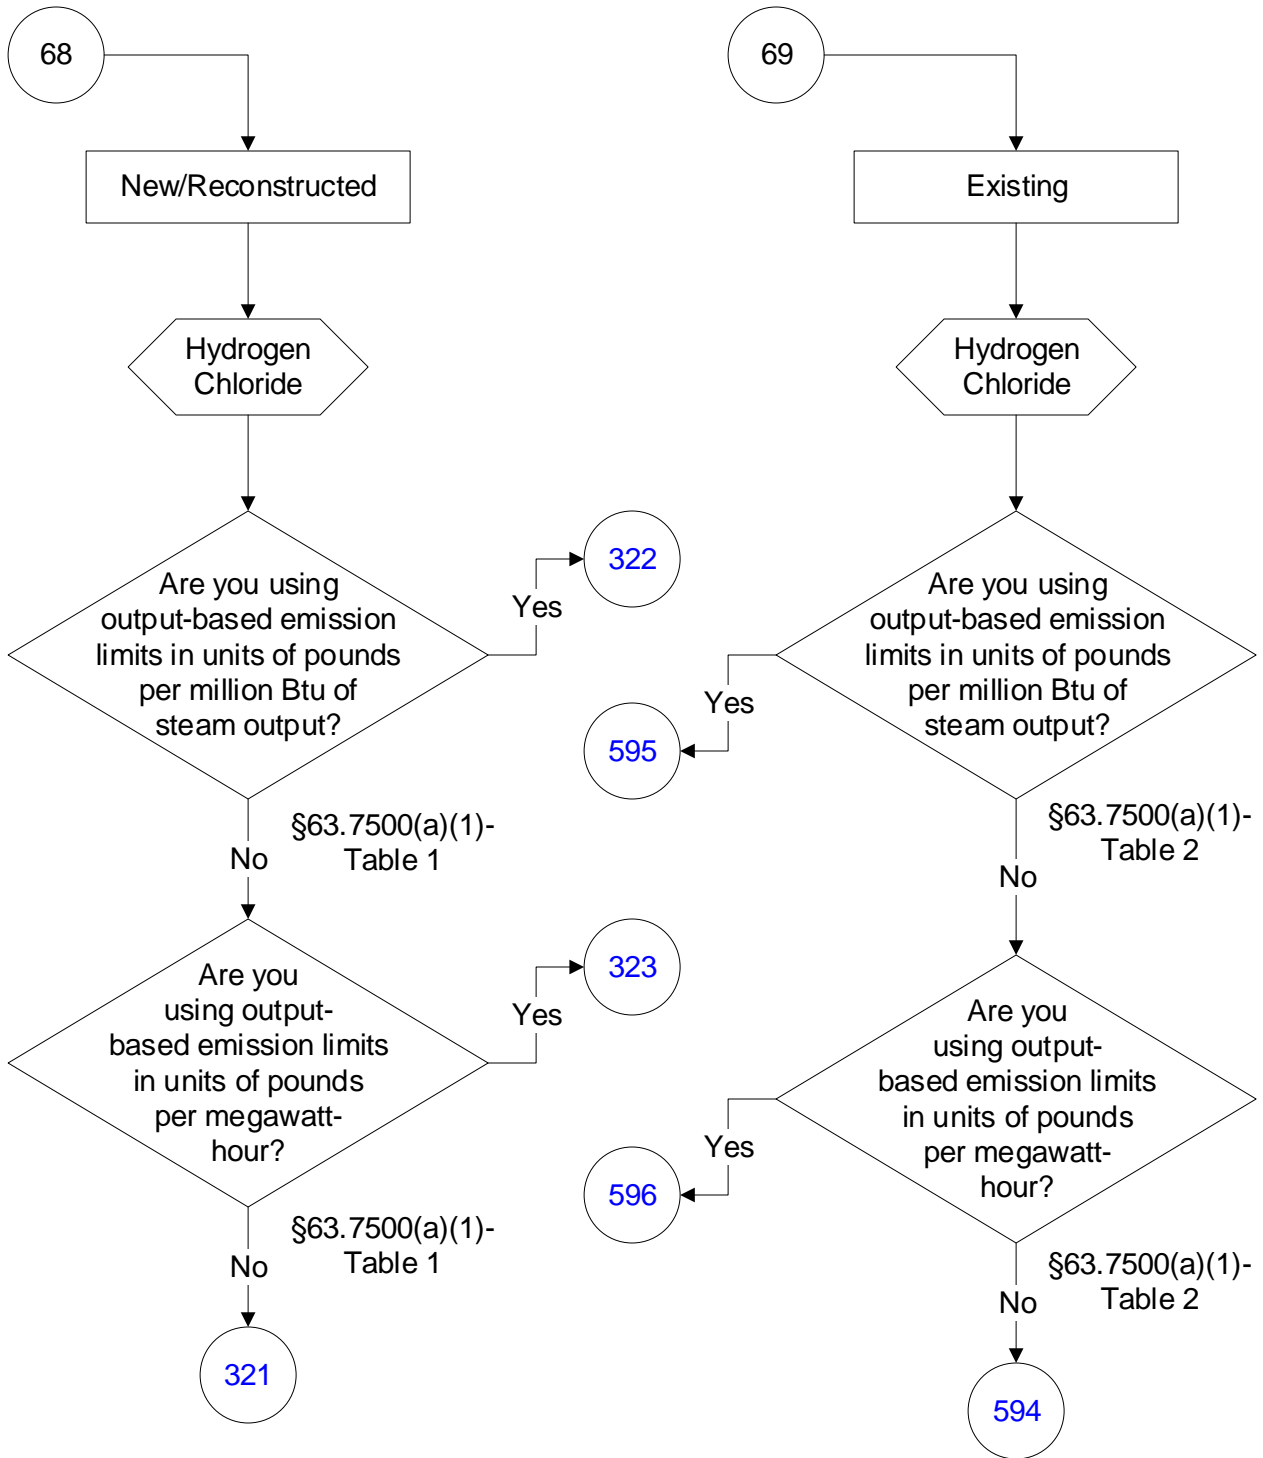 68
New/Reconstructed
Hydrogen
Chloride
Are you using
output-based emission
limits in units of pounds
per million Btu of
steam output?
Yes
322
§63.7500(a)(1)-
Table 1
No
Are you
using output-
based emission limits
in units of pounds
per megawatt-
hour?
Yes
323
§63.7500(a)(1)-
Table 1
No
321
69
Existing
Hydrogen
Chloride
Are you using
output-based emission
limits in units of pounds
per million Btu of
steam output?
Yes
595
§63.7500(a)(1)-
Table 2
No
Are you
using output-
based emission limits
in units of pounds
per megawatt-
hour?
Yes
596
§63.7500(a)(1)-
Table 2
No
594